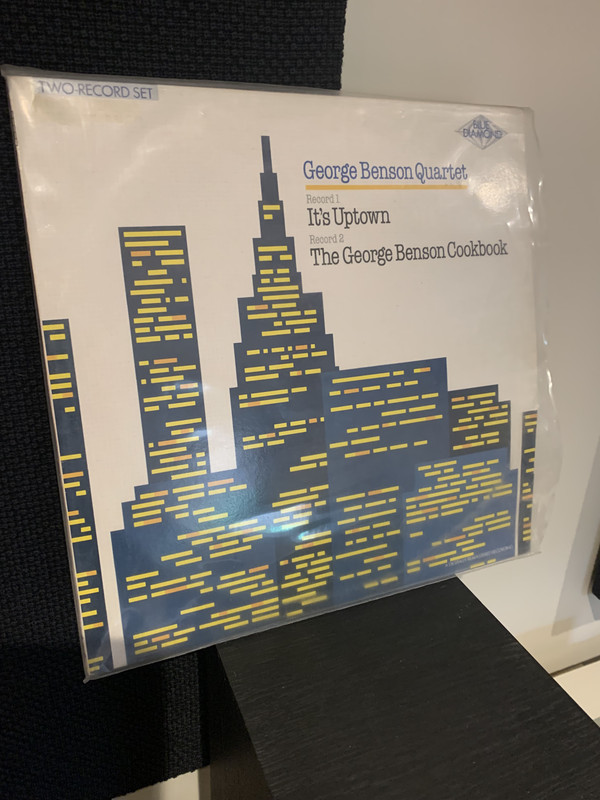 TWO-RECORD SET
BLUE
DIAMOND
George Benson Quartet
Record 1
It's Uptown
Record 2
The George Benson Cookbook